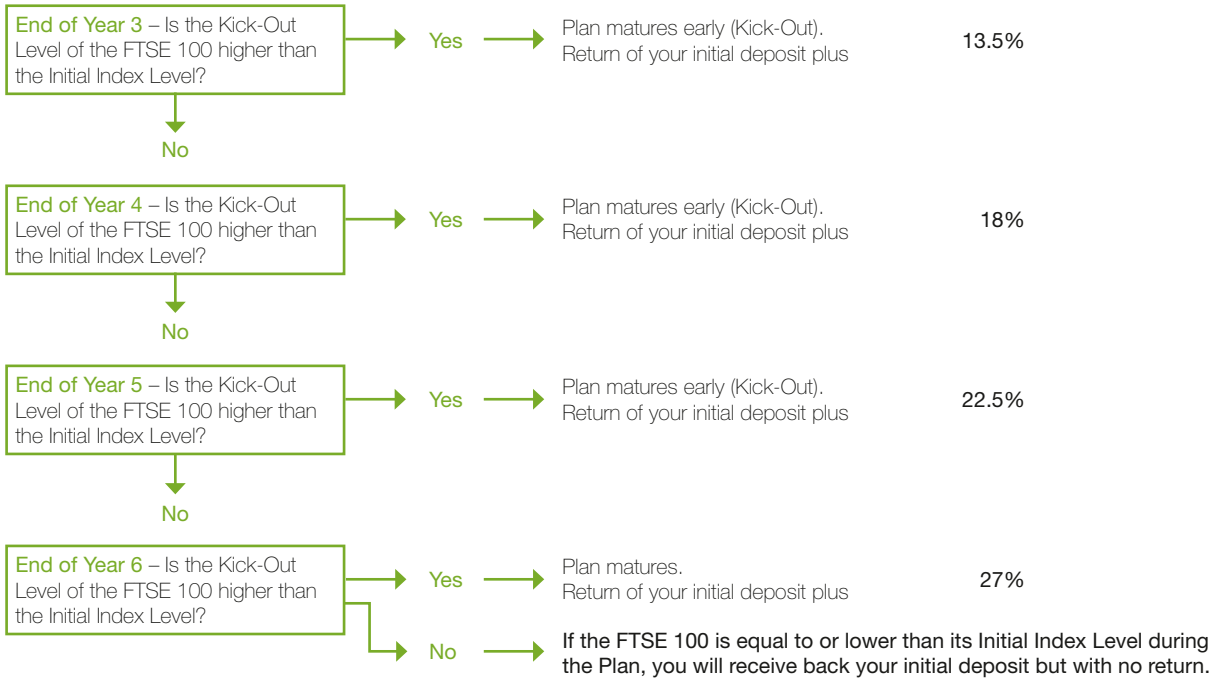 End of Year 3 – Is the Kick-Out
Level of the FTSE 100 higher than
the Initial Index Level?
Yes
Plan matures early (Kick-Out).
Return of your initial deposit plus
13.5%
No
End of Year 4 – Is the Kick-Out
Level of the FTSE 100 higher than
the Initial Index Level?
Yes
Plan matures early (Kick-Out).
Return of your initial deposit plus
18%
No
End of Year 5 – Is the Kick-Out
Level of the FTSE 100 higher than
the Initial Index Level?
Yes
Plan matures early (Kick-Out).
Return of your initial deposit plus
22.5%
No
End of Year 6 – Is the Kick-Out
Level of the FTSE 100 higher than
the Initial Index Level?
Yes
Plan matures.
Return of your initial deposit plus
27%
No
If the FTSE 100 is equal to or lower than its Initial Index Level during
the Plan, you will receive back your initial deposit but with no return.